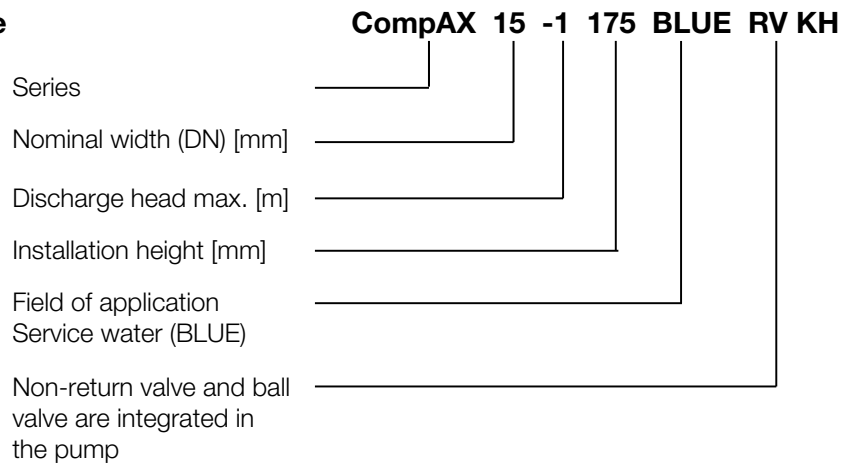 e
CompAX 15 -1 175 BLUE RV KH
Series
Nominal width (DN) [mm]
Discharge head max. [m]
Installation height [mm]
Field of application
Service water (BLUE)
Non-return valve and ball
valve are integrated in
the pump